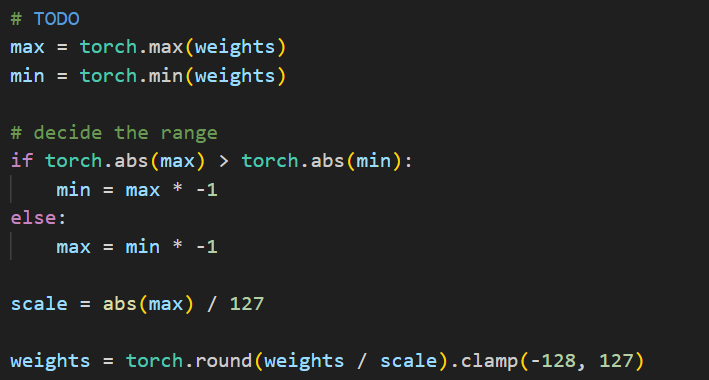 # TODO
max = torch.max(weights)
min = torch.min(weights)

# decide the range
if torch.abs(max) > torch.abs(min):
    min = max * -1
else:
    max = min * -1

scale = abs(max) / 127

weights = torch.round(weights / scale).clamp(-128, 127)